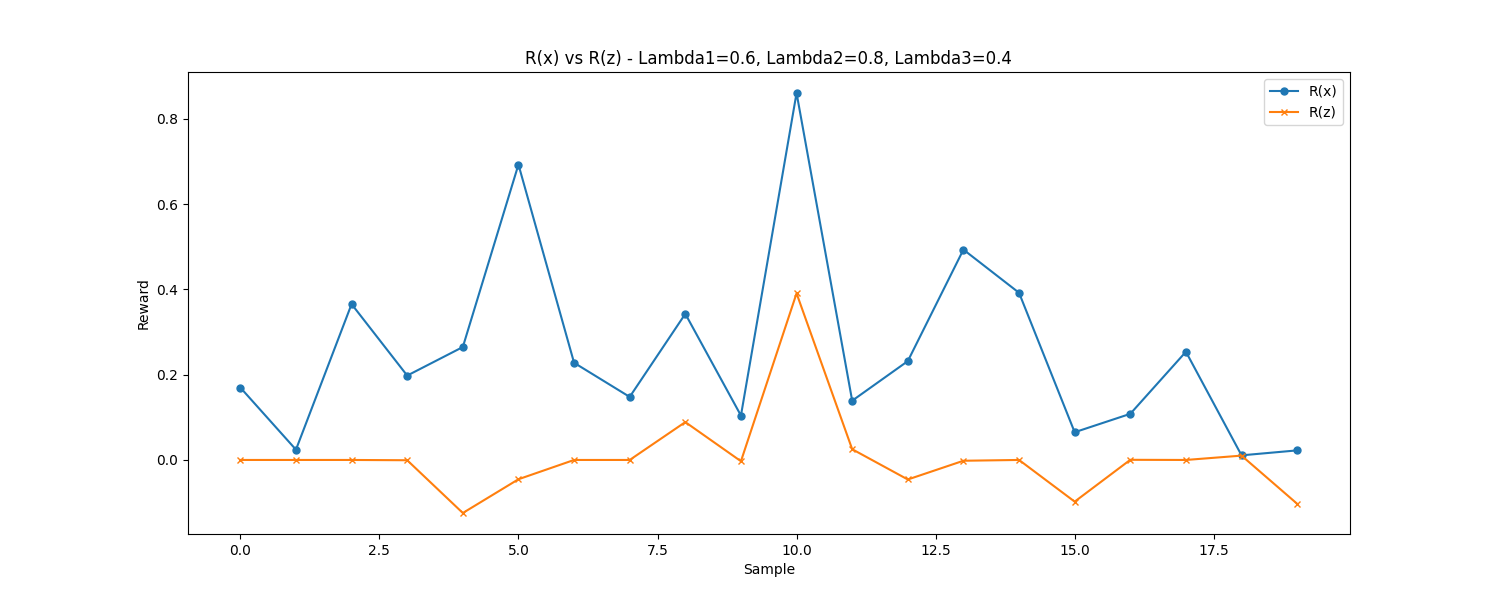 R(x) vs R(z) - Lambda1=0.6, Lambda2=0.8, Lambda3=0.4
R(x)
R(z)
0.8
0.6
0.4
0.2
0.0
Reward
0.0 2.5 5.0 7.5 10.0 12.5 15.0 17.5
Sample